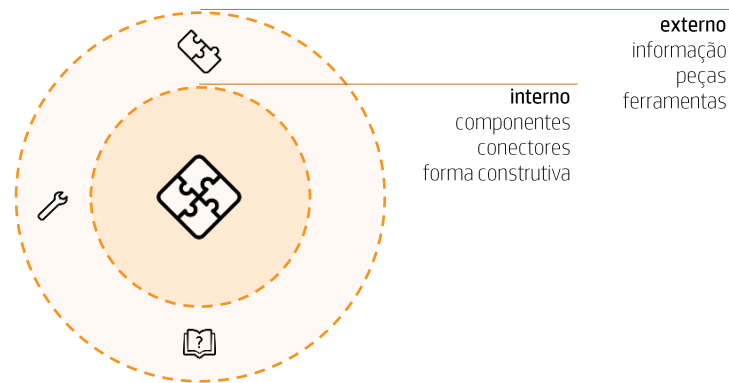 externo
informação
peças
ferramentas
interno
componentes
conectores
forma construtiva
?